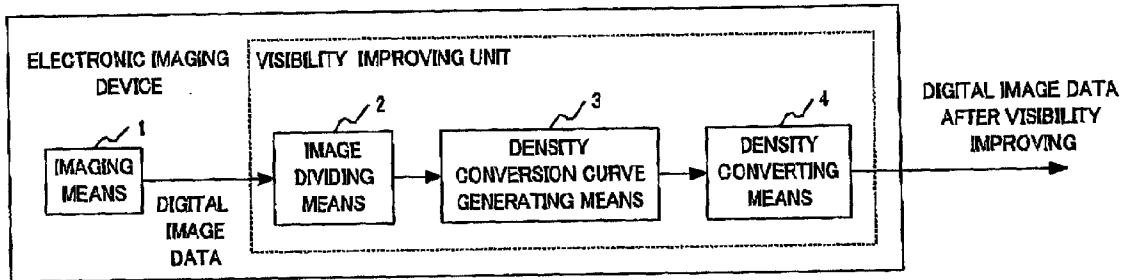 ELECTRONIC IMAGING
DEVICE
VISIBILITY IMPROVING UNIT
1
IMAGING
MEANS
DIGITAL
IMAGE
DATA
2
IMAGE
DIVIDING
MEANS
3
DENSITY
CONVERSION CURVE
GENERATING MEANS
4
DENSITY
CONVERTING
MEANS
DIGITAL IMAGE DATA
AFTER VISIBILITY
IMPROVING